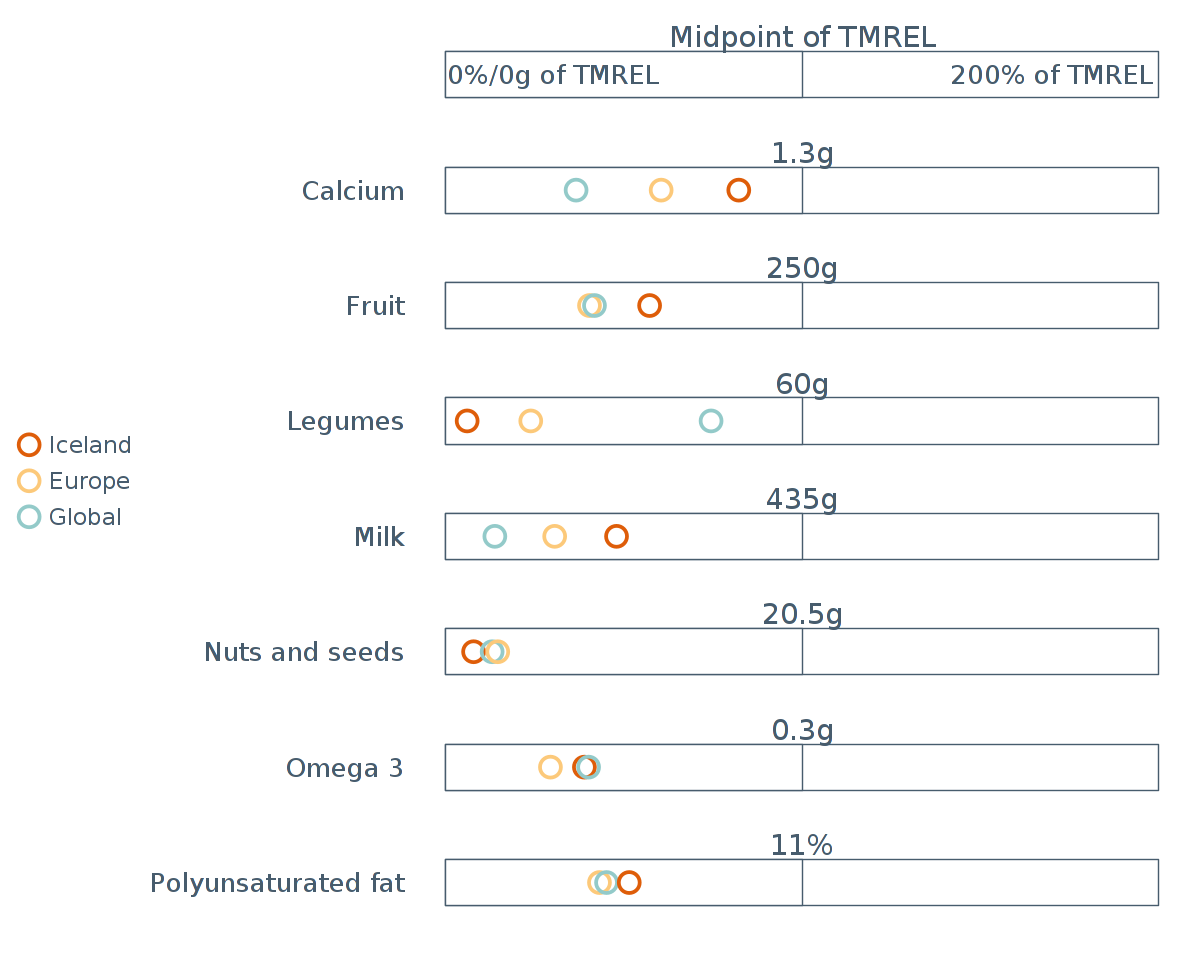 Midpoint of TMREL
0%/0g of TMREL
200% of TMREL
1.3g
Calcium
250g
Fruit
60g
Legumes
Iceland
Europe
Global
435g
Milk
20.5g
Nuts and seeds
0.3g
Omega 3
11%
Polyunsaturated fat